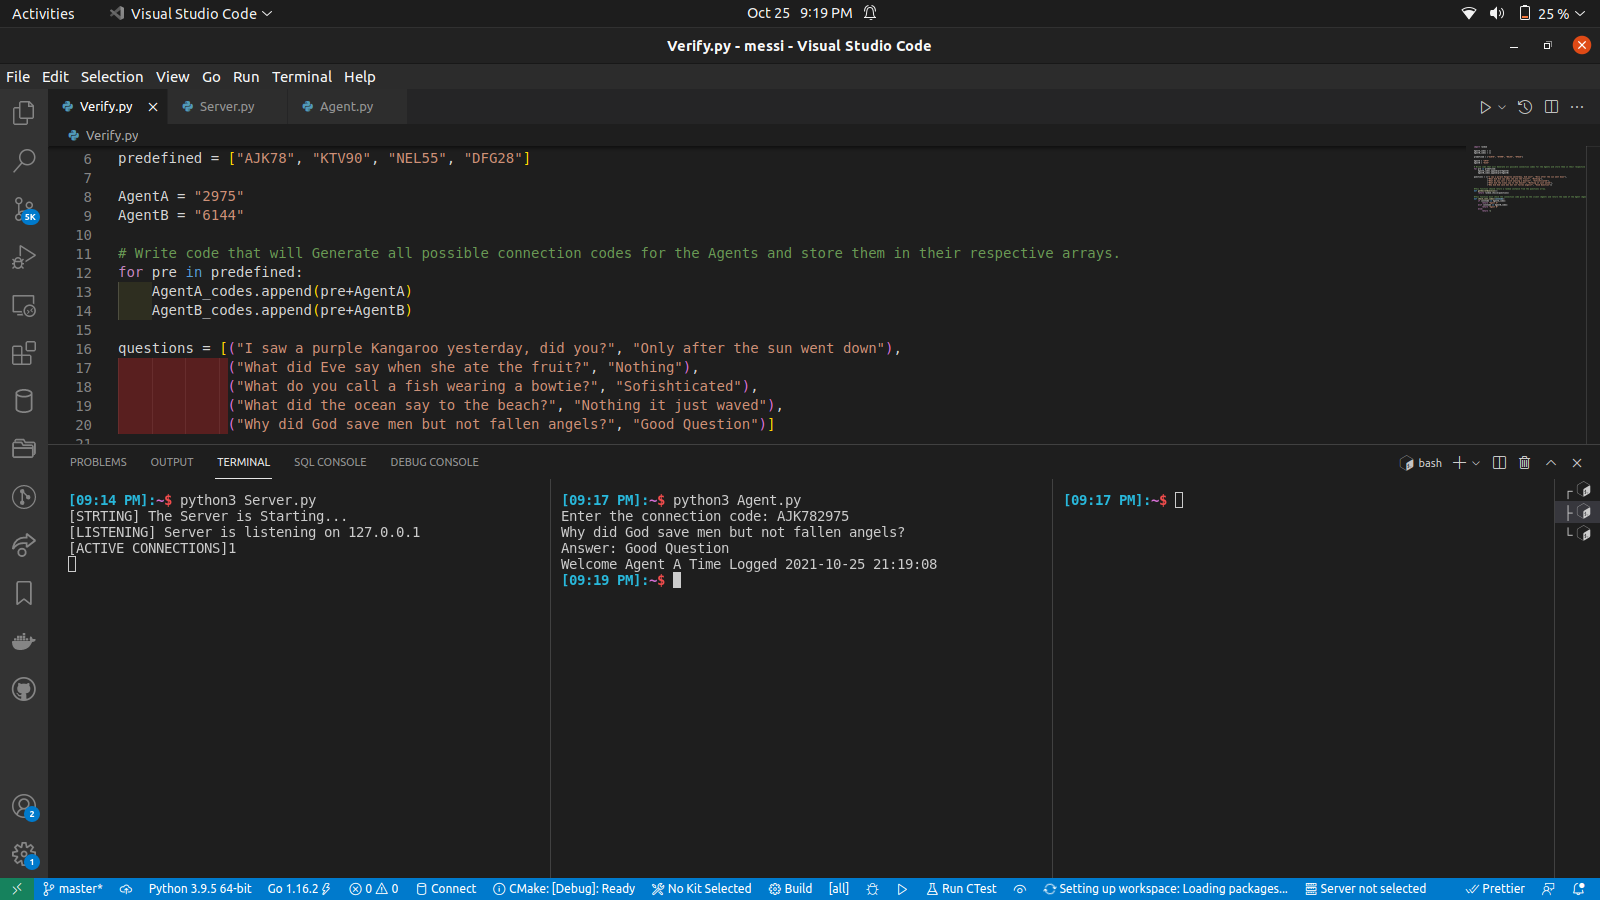 Activities Visual Studio Code Oct 25 9:19 PM 25 %
Verify.py - messi - Visual Studio Code
File Edit Selection View Go Run Terminal Help
Verify.py Server.py Agent.py
Verify.py
6 predefined = ["AJK78", "KTV90", "NEL55", "DFG28"]
7
8 AgentA = "2975"
9 AgentB = "6144"
10
11 # Write code that will Generate all possible connection codes for the Agents and store them in their respective arrays.
12 for pre in predefined:
13 AgentA_codes.append(pre+AgentA)
14 AgentB_codes.append(pre+AgentB)
15
16 questions = [("I saw a purple Kangaroo yesterday, did you?", "Only after the sun went down"),
17 ("What did Eve say when she ate the fruit?", "Nothing"),
18 ("What do you call a fish wearing a bowtie?", "Sofishticated"),
19 ("What did the ocean say to the beach?", "Nothing it just waved"),
20 ("Why did God save men but not fallen angels?", "Good Question")]
21
5K
PROBLEMS OUTPUT TERMINAL SQL CONSOLE DEBUG CONSOLE bash
[09:14 PM]:~$ python3 Server.py
[STRTING] The Server is Starting...
[LISTENING] Server is listening on 127.0.0.1
[ACTIVE CONNECTIONS]1
[09:17 PM]:~$ python3 Agent.py
Enter the connection code: AJK782975
Why did God save men but not fallen angels?
Answer: Good Question
Welcome Agent A Time Logged 2021-10-25 21:19:08
[09:19 PM]:~$
[09:17 PM]:~$
2
1
master* Python 3.9.5 64-bit Go 1.16.2 0 0 Connect CMake: [Debug]: Ready No Kit Selected Build [all] Run CTest Setting up workspace: Loading packages... Server not selected Prettier